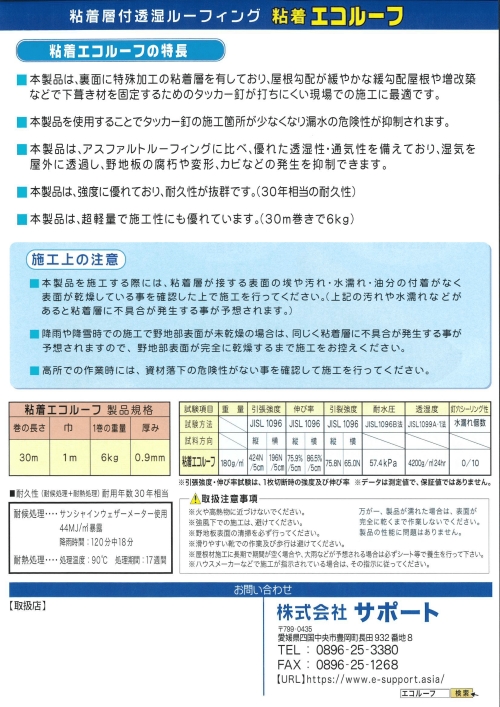 粘着層付透湿ルーフィング 粘着 エコルーフ
粘着エコルーフの特長
■本製品は、裏面に特殊加工の粘着層を有しており、屋根勾配が緩やかな緩勾配屋根や増改築
などで下葺き材を固定するためのタッカー釘が打ちにくい現場での施工に最適です。
■本製品を使用することでタッカー釘の施工箇所が少なくなり漏水の危険性が抑制されます。
■本製品は、アスファルトルーフィングに比べ、優れた透湿性・通気性を備えており、湿気を
屋外に透過し、野地板の腐朽や変形、カビなどの発生を抑制できます。
■本製品は、強度に優れており、耐久性が抜群です。(30年相当の耐久性)
■本製品は、超軽量で施工性にも優れています。(30m巻きで6kg)
施工上の注意
■本製品を施工する際には、粘着層が接する表面の埃や汚れ・水濡れ・油分の付着がなく
表面が乾燥している事を確認した上で施工を行ってください。(上記の汚れや水濡れなどが
あると粘着層に不具合が発生する事が予想されます。)
■降雨や降雪時での施工で野地部表面が未乾燥の場合は、同じく粘着層に不具合が発生する事が
予想されますので、野地部表面が完全に乾燥するまで施工をお控えください。
■高所での作業時には、資材落下の危険性がない事を確認して施工を行ってください。
粘着エコルーフ 製品規格
巻の長さ 巾 1巻の重量 厚み
30m 1m 6kg 0.9mm
試験項目 重量 引張強度 伸び率 引裂強度 耐水圧 透湿度 釘穴シーリング性
試験方法 JISL 1096 JISL 1096 JISL 1096 JISL 1096B法 JISL 1099A-1法 水濡れ個数
試料方向 縦 横 縦 横 縦 横
粘着エコルーフ 180g/㎡ 424N/5cm 196N/5cm 75.9%/5cm 86.5%/5cm 75.8N 65.0N 57.4kPa 4200g/㎡24hr 0/10
※引張強度・伸び率試験は、1枚切断時の強度及び伸び率 ※データは測定値で、保証値ではありません。
■耐久性(耐候処理+耐熱処理)耐用年数30年相当
耐候処理・・・・サンシャインウェザーメーター使用
44MJ/㎡暴露
降雨時間:120分中18分
耐熱処理・・・・処理温度:90℃ 処理期間:17週間
取扱注意事項
※火や高熱物に近づけないでください。
※強風下での施工は、避けてください。
※野地板表面の清掃を必ず行ってください。
※滑りやすい靴での作業及び歩行は避けてください。
※屋根材施工に長期で期間が空く場合や、大雨などが予想される場合は必ずシート等で養生を行って下さい。
※ハウスメーカーなどで施工が指示されている場合は、その指示に従ってください。
万が一、製品が濡れた場合は、表面が
完全に乾くまで作業しないでください。
製品の性能に問題はありません。
お問い合わせ
【取扱店】
株式会社 サポート
〒799-0435
愛媛県四国中央市豊岡町長田932番地8
TEL : 0896-25-3380
FAX : 0896-25-1268
【URL】https://www.e-support.asia/
エコルーフ 検索